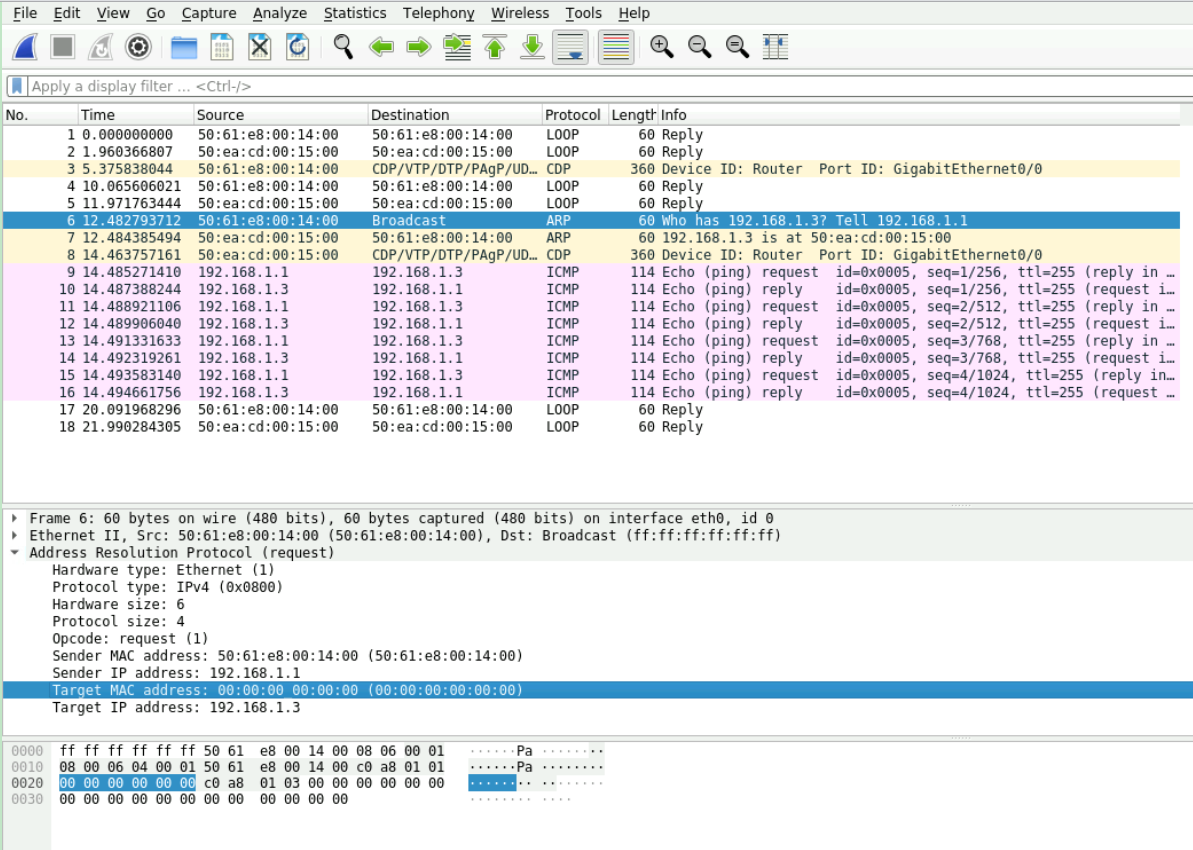 File Edit View Go Capture Analyze Statistics Telephony Wireless Tools Help
Apply a display filter … <Ctrl-/>
No. Time Source Destination Protocol Length Info
1 0.000000000 50:61:e8:00:14:00 50:61:e8:00:14:00 LOOP 60 Reply
2 1.960366807 50:ea:cd:00:15:00 50:ea:cd:00:15:00 LOOP 60 Reply
3 5.375838044 50:61:e8:00:14:00 CDP/VTP/DTP/PAgP/UD… CDP 360 Device ID: Router Port ID: GigabitEthernet0/0
4 10.065606021 50:61:e8:00:14:00 50:61:e8:00:14:00 LOOP 60 Reply
5 11.971763444 50:ea:cd:00:15:00 50:ea:cd:00:15:00 LOOP 60 Reply
6 12.482793712 50:61:e8:00:14:00 Broadcast ARP 60 Who has 192.168.1.3? Tell 192.168.1.1
7 12.484385494 50:ea:cd:00:15:00 50:61:e8:00:14:00 ARP 60 192.168.1.3 is at 50:ea:cd:00:15:00
8 14.463757161 50:ea:cd:00:15:00 CDP/VTP/DTP/PAgP/UD… CDP 360 Device ID: Router Port ID: GigabitEthernet0/0
9 14.485271410 192.168.1.1 192.168.1.3 ICMP 114 Echo (ping) request id=0x0005, seq=1/256, ttl=255 (reply in …
10 14.487388244 192.168.1.3 192.168.1.1 ICMP 114 Echo (ping) reply id=0x0005, seq=1/256, ttl=255 (request i…
11 14.488921106 192.168.1.1 192.168.1.3 ICMP 114 Echo (ping) request id=0x0005, seq=2/512, ttl=255 (reply in …
12 14.489906040 192.168.1.3 192.168.1.1 ICMP 114 Echo (ping) reply id=0x0005, seq=2/512, ttl=255 (request i…
13 14.491331633 192.168.1.1 192.168.1.3 ICMP 114 Echo (ping) request id=0x0005, seq=3/768, ttl=255 (reply in …
14 14.492319261 192.168.1.3 192.168.1.1 ICMP 114 Echo (ping) reply id=0x0005, seq=3/768, ttl=255 (request i…
15 14.493583140 192.168.1.1 192.168.1.3 ICMP 114 Echo (ping) request id=0x0005, seq=4/1024, ttl=255 (reply in…
16 14.494661756 192.168.1.3 192.168.1.1 ICMP 114 Echo (ping) reply id=0x0005, seq=4/1024, ttl=255 (request …
17 20.091968296 50:61:e8:00:14:00 50:61:e8:00:14:00 LOOP 60 Reply
18 21.990284305 50:ea:cd:00:15:00 50:ea:cd:00:15:00 LOOP 60 Reply
Frame 6: 60 bytes on wire (480 bits), 60 bytes captured (480 bits) on interface eth0, id 0
Ethernet II, Src: 50:61:e8:00:14:00 (50:61:e8:00:14:00), Dst: Broadcast (ff:ff:ff:ff:ff:ff)
Address Resolution Protocol (request)
Hardware type: Ethernet (1)
Protocol type: IPv4 (0x0800)
Hardware size: 6
Protocol size: 4
Opcode: request (1)
Sender MAC address: 50:61:e8:00:14:00 (50:61:e8:00:14:00)
Sender IP address: 192.168.1.1
Target MAC address: 00:00:00_00:00:00 (00:00:00:00:00:00)
Target IP address: 192.168.1.3
0000 ff ff ff ff ff ff 50 61 e8 00 14 00 08 06 00 01 ······Pa ········
0010 08 00 06 04 00 01 50 61 e8 00 14 00 c0 a8 01 01 ······Pa ········
0020 00 00 00 00 00 00 c0 a8 01 03 00 00 00 00 00 00 ········ ········
0030 00 00 00 00 00 00 00 00 00 00 00 00 ········ ····